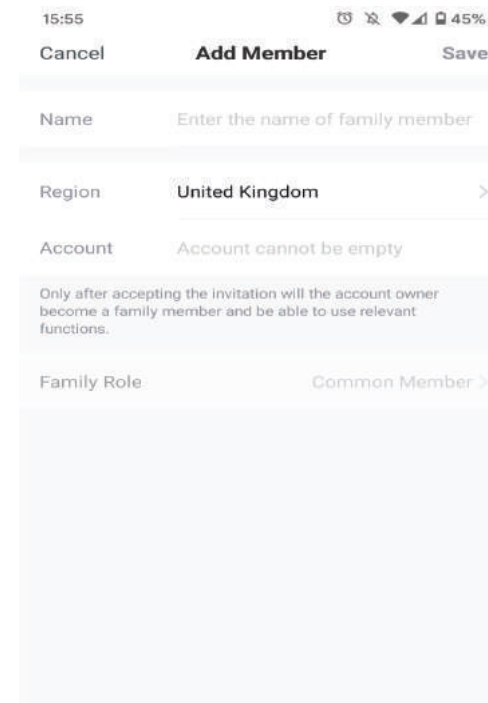 15:55 45%
Cancel Add Member Save
Name Enter the name of family member
Region United Kingdom >
Account Account cannot be empty
Only after accepting the invitation will the account owner
become a family member and be able to use relevant
functions.
Family Role Common Member >